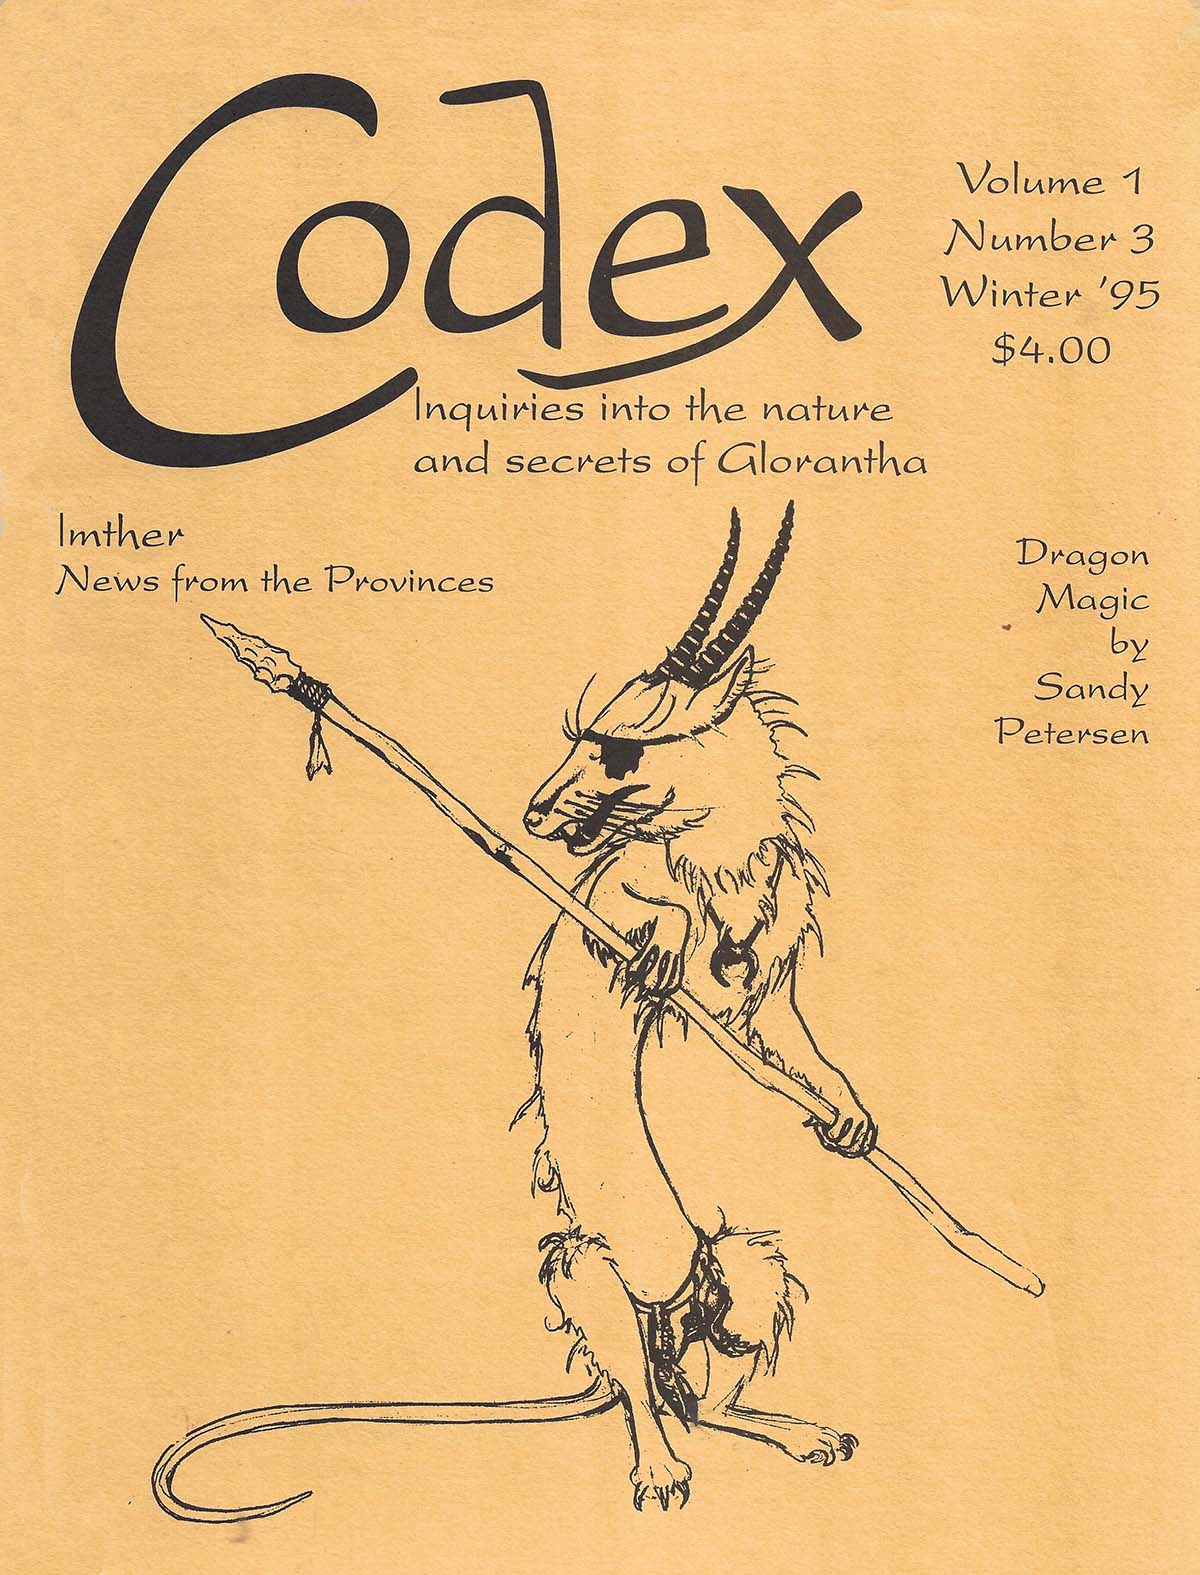 Codex
Volume 1
Number 3
Winter '95
$4.00
Inquiries into the nature
and secrets of Glorantha
Imther
News from the Provinces
Dragon
Magic
by
Sandy
Petersen